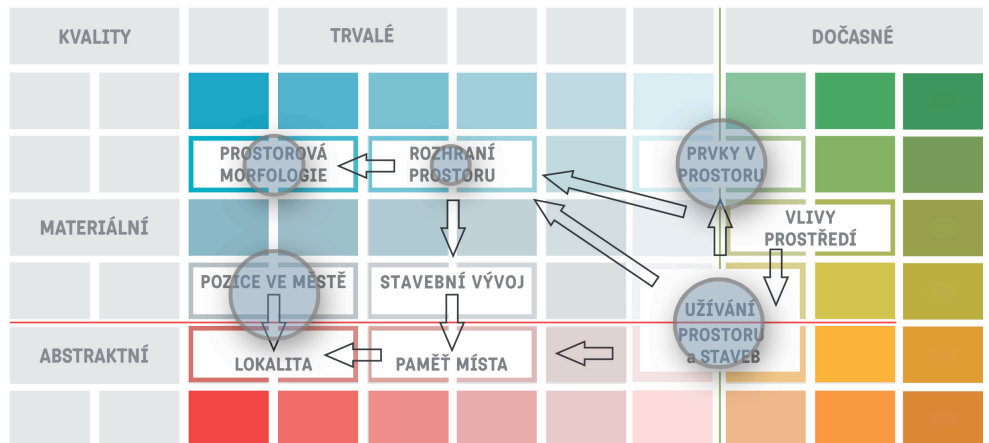 KVALITY
TRVALÉ
DOČASNÉ
PROSTOROVÁ
MORFOLOGIE
ROZHRANÍ
PROSTORU
PRVKY V
PROSTORU
MATERIÁLNÍ
VLIVY
PROSTŘEDÍ
POZICE VE MĚSTĚ
STAVEBNÍ VÝVOJ
UŽÍVÁNÍ
PROSTORU
a STAVEB
ABSTRAKTNÍ
LOKALITA
PAMĚŤ MÍSTA